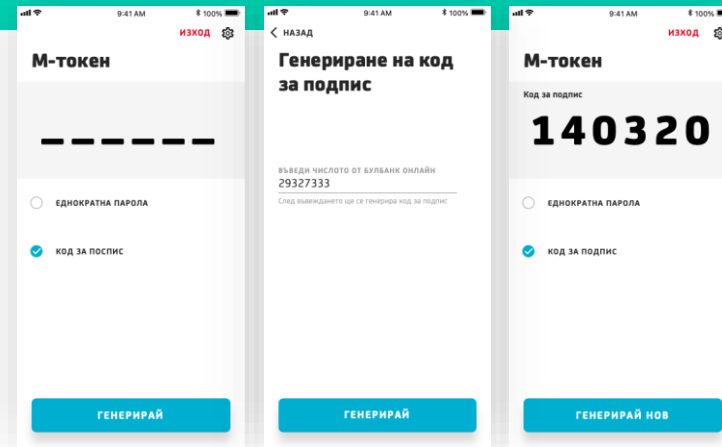 9:41 AM
100%
ИЗХОД
М-токен
ЕДНОКРАТНА ПАРОЛА
КОД ЗА ПОСПИС
ГЕНЕРИРАЙ
9:41 AM
100%
НАЗАД
Генериране на код
за подпис
ВЪВЕДИ ЧИСЛОТО ОТ БУЛБАНК ОНЛАЙН
29327333
След въвеждането ще се генерира код за подпис
ГЕНЕРИРАЙ
9:41 AM
100%
ИЗХОД
М-токен
Код за подпис
140320
ЕДНОКРАТНА ПАРОЛА
КОД ЗА ПОДПИС
ГЕНЕРИРАЙ НОВ